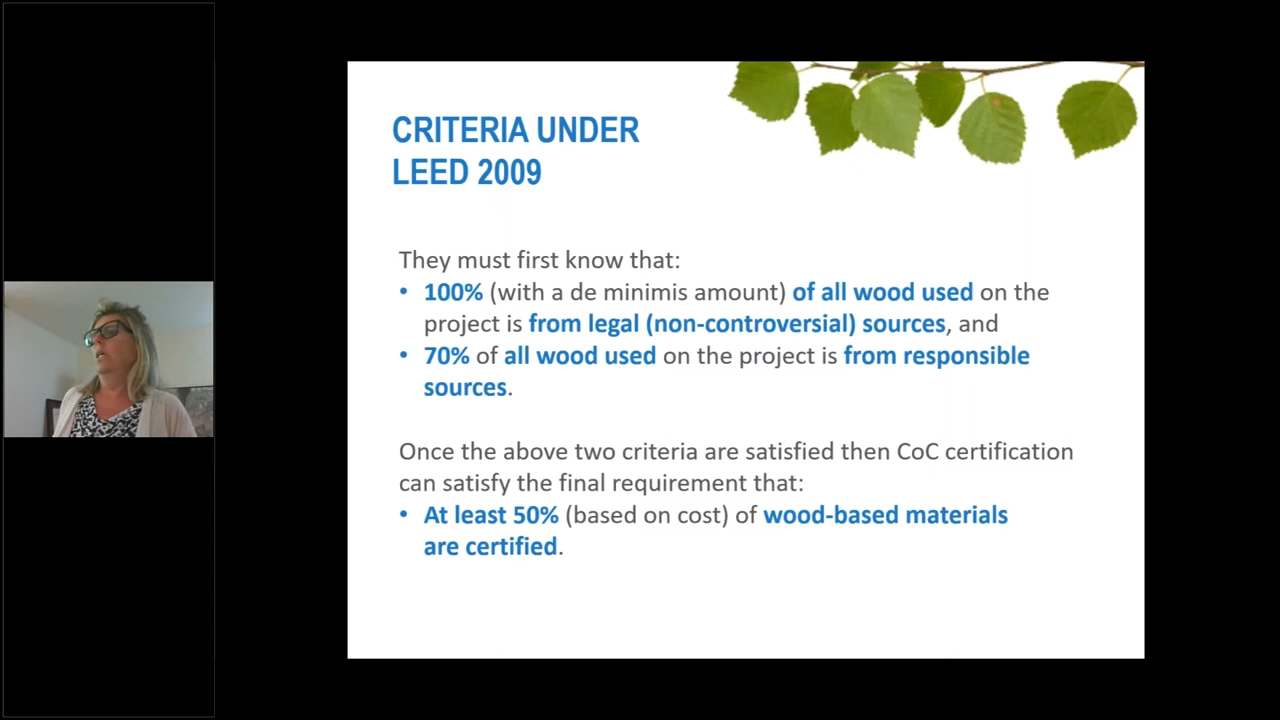 CRITERIA UNDER
LEED 2009
They must first know that:
• 100% (with a de minimis amount) of all wood used on the
project is from legal (non-controversial) sources, and
• 70% of all wood used on the project is from responsible
sources.
Once the above two criteria are satisfied then CoC certification
can satisfy the final requirement that:
• At least 50% (based on cost) of wood-based materials
are certified.